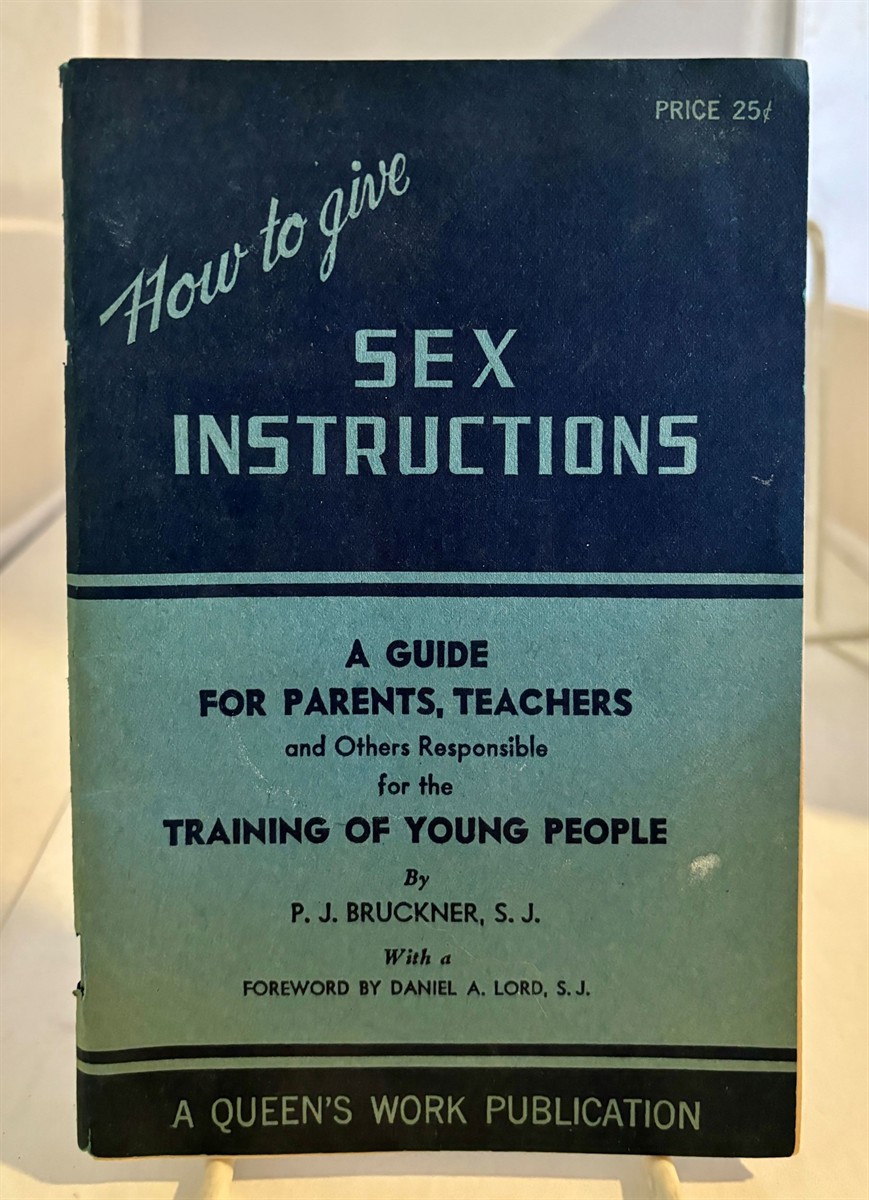 PRICE 25¢
How to give
SEX
INSTRUCTIONS
A GUIDE
FOR PARENTS, TEACHERS
and Others Responsible
for the
TRAINING OF YOUNG PEOPLE
By
P. J. BRUCKNER, S. J.
With a
FOREWORD BY DANIEL A. LORD, S. J.
A QUEEN'S WORK PUBLICATION